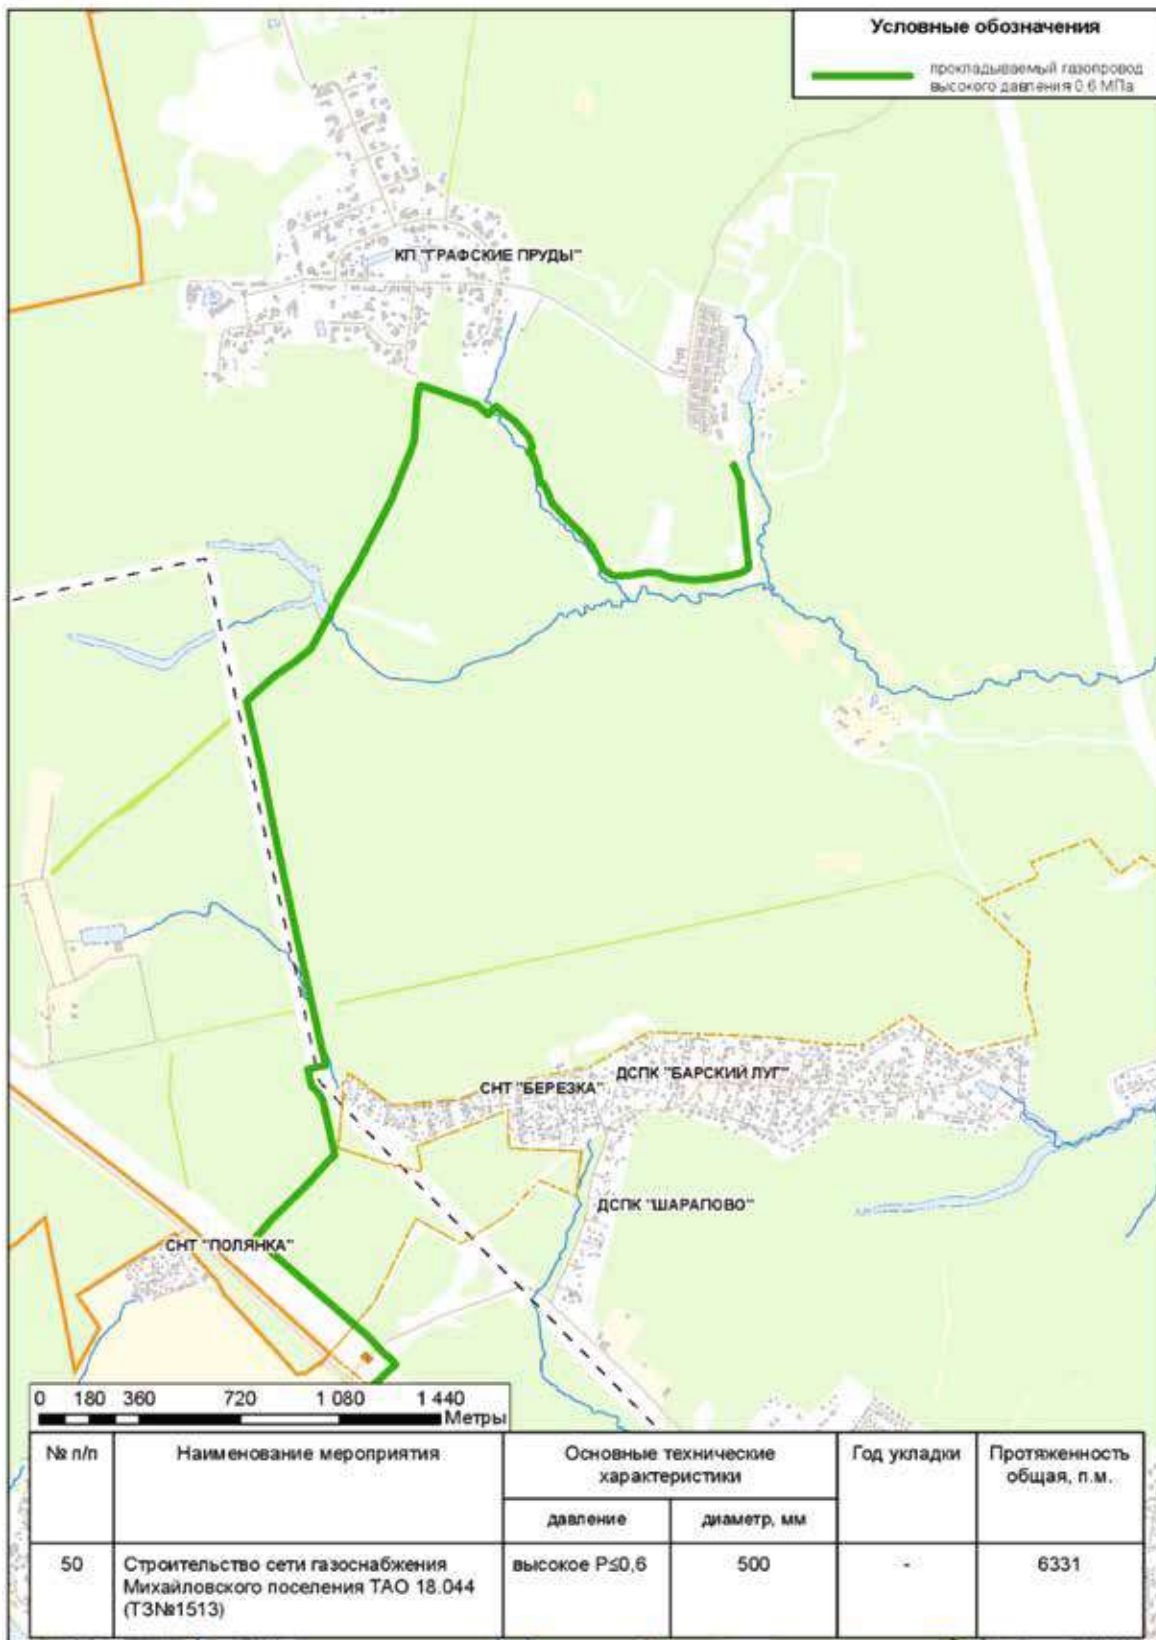 Условные обозначения
прокладываемый газопровод
высокого давления 0,6 МПа
КП "ГРАФСКИЕ ПРУДЫ"
ДСПК "БАРСКИЙ ЛУГ"
СНТ "БЕРЕЗКА"
ДСПК "ШАРАПОВО"
СНТ "ПОЛЯНКА"
0 180 360 720 1 080 1 440
Метры
№ п/п Наименование мероприятия Основные технические характеристики Год укладки Протяженность общая, п.м.
давление диаметр, мм
50 Строительство сети газоснабжения высокое P≤0,6 500 - 6331
Михайловского поселения ТАО 18.044
(ТЗ№1513)